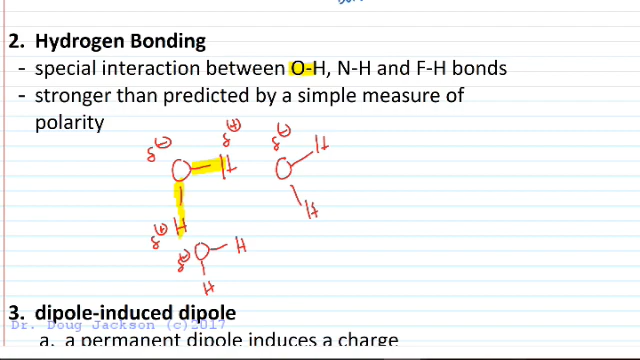 2. Hydrogen Bonding
- special interaction between O-H, N-H and F-H bonds
- stronger than predicted by a simple measure of
polarity
δ⊖ δ⊕ δ⊖
O H O H
H H
δ⊕ δ⊖ O H
H
3. dipole-induced dipole
Dr. Doug Jackson (c)2017
a. a permanent dipole induces a charge